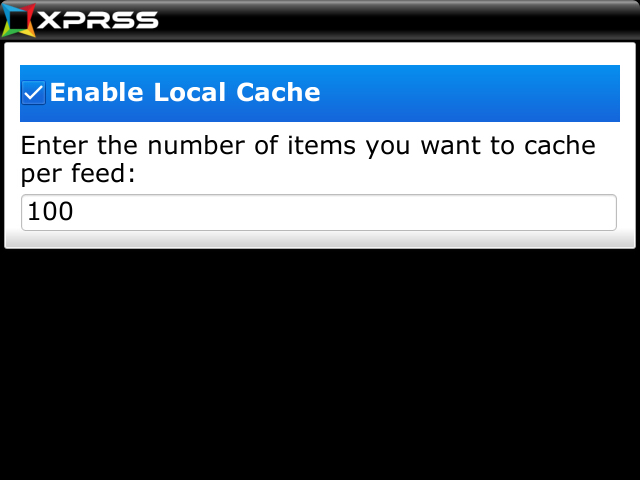 XPRSS
Enable Local Cache
Enter the number of items you want to cache
per feed:
100